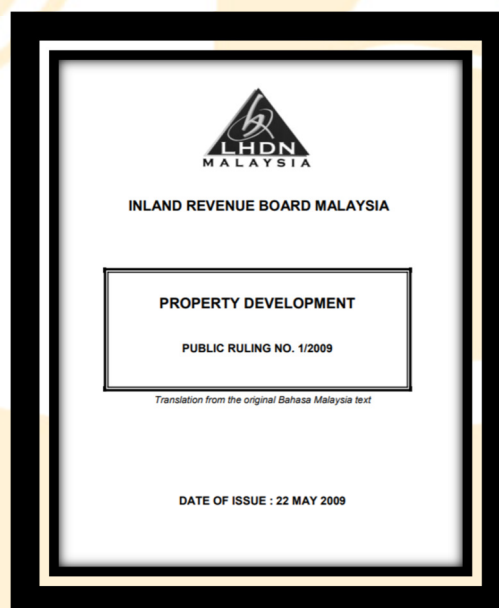 LHDN
MALAYSIA
INLAND REVENUE BOARD MALAYSIA
PROPERTY DEVELOPMENT
PUBLIC RULING NO. 1/2009
Translation from the original Bahasa Malaysia text
DATE OF ISSUE : 22 MAY 2009